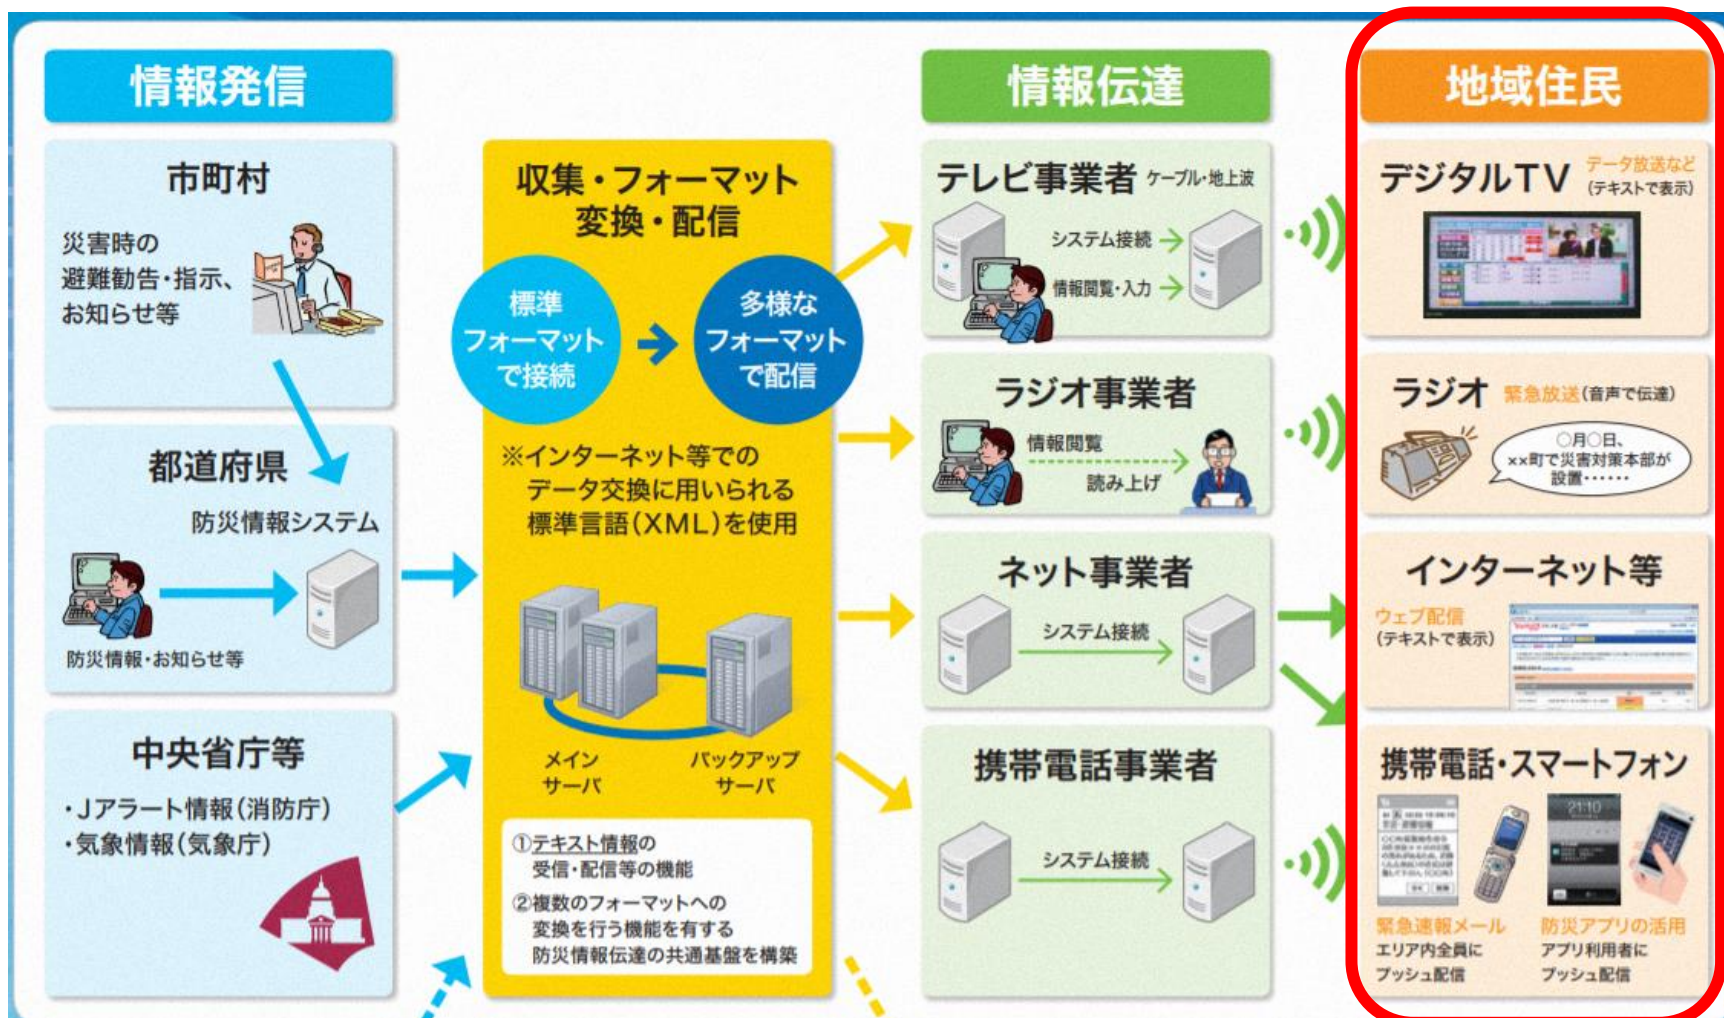 情報発信
市町村
災害時の
避難勧告・指示、
お知らせ等
都道府県
防災情報システム
防災情報・お知らせ等
中央省庁等
・Jアラート情報(消防庁)
・気象情報(気象庁)
収集・フォーマット
変換・配信
標準
フォーマット
で接続
多様な
フォーマット
で配信
※インターネット等での
データ交換に用いられる
標準言語(XML)を使用
メイン
サーバ
バックアップ
サーバ
①テキスト情報の
受信・配信等の機能
②複数のフォーマットへの
変換を行う機能を有する
防災情報伝達の共通基盤を構築
情報伝達
テレビ事業者 ケーブル・地上波
システム接続
情報閲覧・入力
ラジオ事業者
情報閲覧
読み上げ
ネット事業者
システム接続
携帯電話事業者
システム接続
地域住民
デジタルTV データ放送など
(テキストで表示)
ラジオ 緊急放送(音声で伝達)
○月○日、
××町で災害対策本部が
設置……
インターネット等
ウェブ配信
(テキストで表示)
携帯電話・スマートフォン
21:10
緊急速報メール
エリア内全員に
プッシュ配信
防災アプリの活用
アプリ利用者に
プッシュ配信